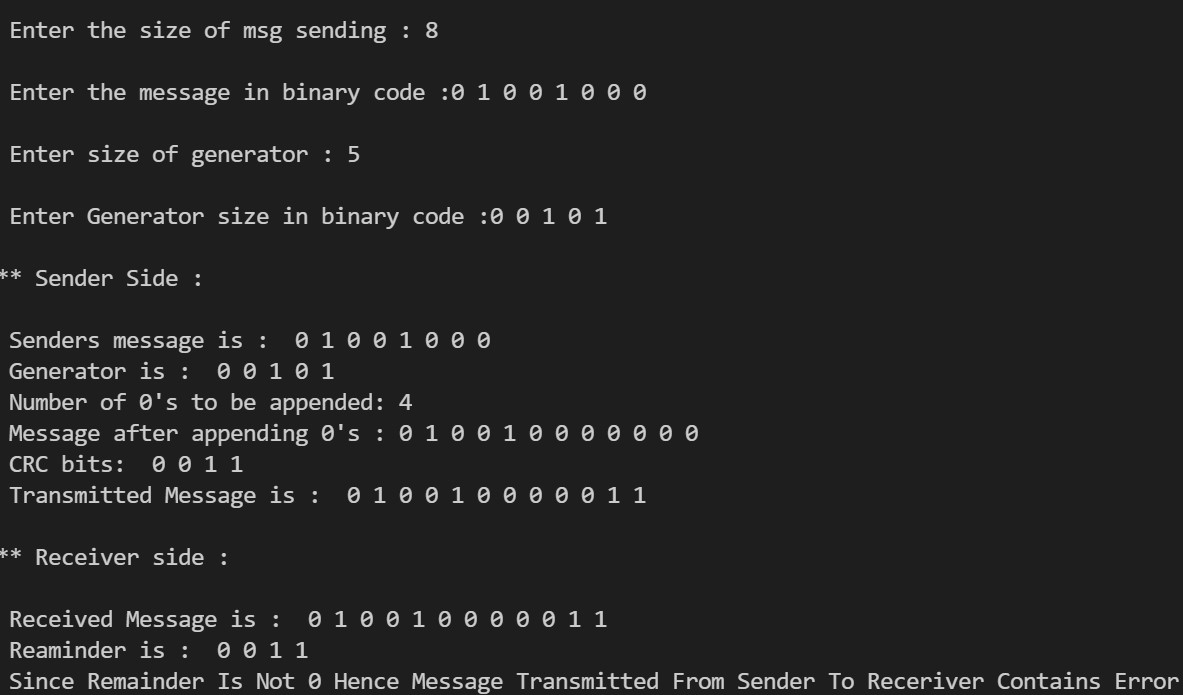 Enter the size of msg sending : 8
Enter the message in binary code :0 1 0 0 1 0 0 0
Enter size of generator : 5
Enter Generator size in binary code :0 0 1 0 1
** Sender Side :
Senders message is :  0 1 0 0 1 0 0 0
Generator is :  0 0 1 0 1
Number of 0's to be appended: 4
Message after appending 0's : 0 1 0 0 1 0 0 0 0 0 0 0
CRC bits:  0 0 1 1
Transmitted Message is :  0 1 0 0 1 0 0 0 0 0 1 1
** Receiver side :
Received Message is :  0 1 0 0 1 0 0 0 0 0 1 1
Reaminder is :  0 0 1 1
Since Remainder Is Not 0 Hence Message Transmitted From Sender To Receriver Contains Error